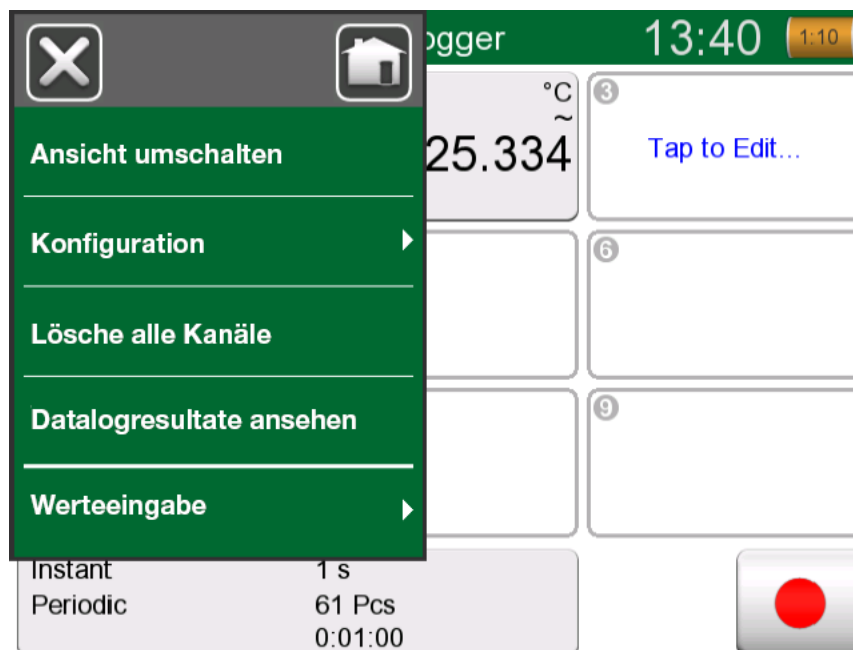 ogger
13:40
1:10
°C
~
25.334
3
Tap to Edit...
6
9
Ansicht umschalten
Konfiguration
Lösche alle Kanäle
Datalogresultate ansehen
Werteeingabe
Instant 1 s
Periodic 61 Pcs
0:01:00